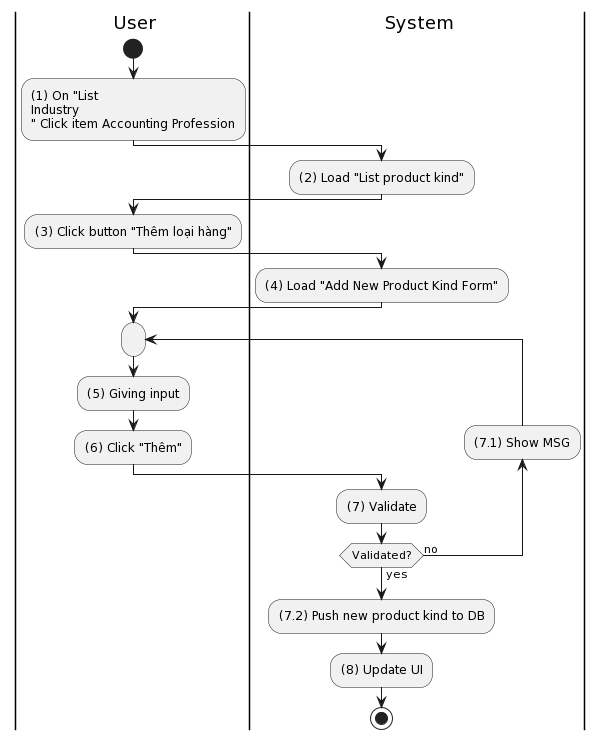 User
System
(1) On "List
Industry
" Click item Accounting Profession
(2) Load "List product kind"
(3) Click button "Thêm loại hàng"
(4) Load "Add New Product Kind Form"
(5) Giving input
(6) Click "Thêm"
(7.1) Show MSG
(7) Validate
Validated?
no
yes
(7.2) Push new product kind to DB
(8) Update UI